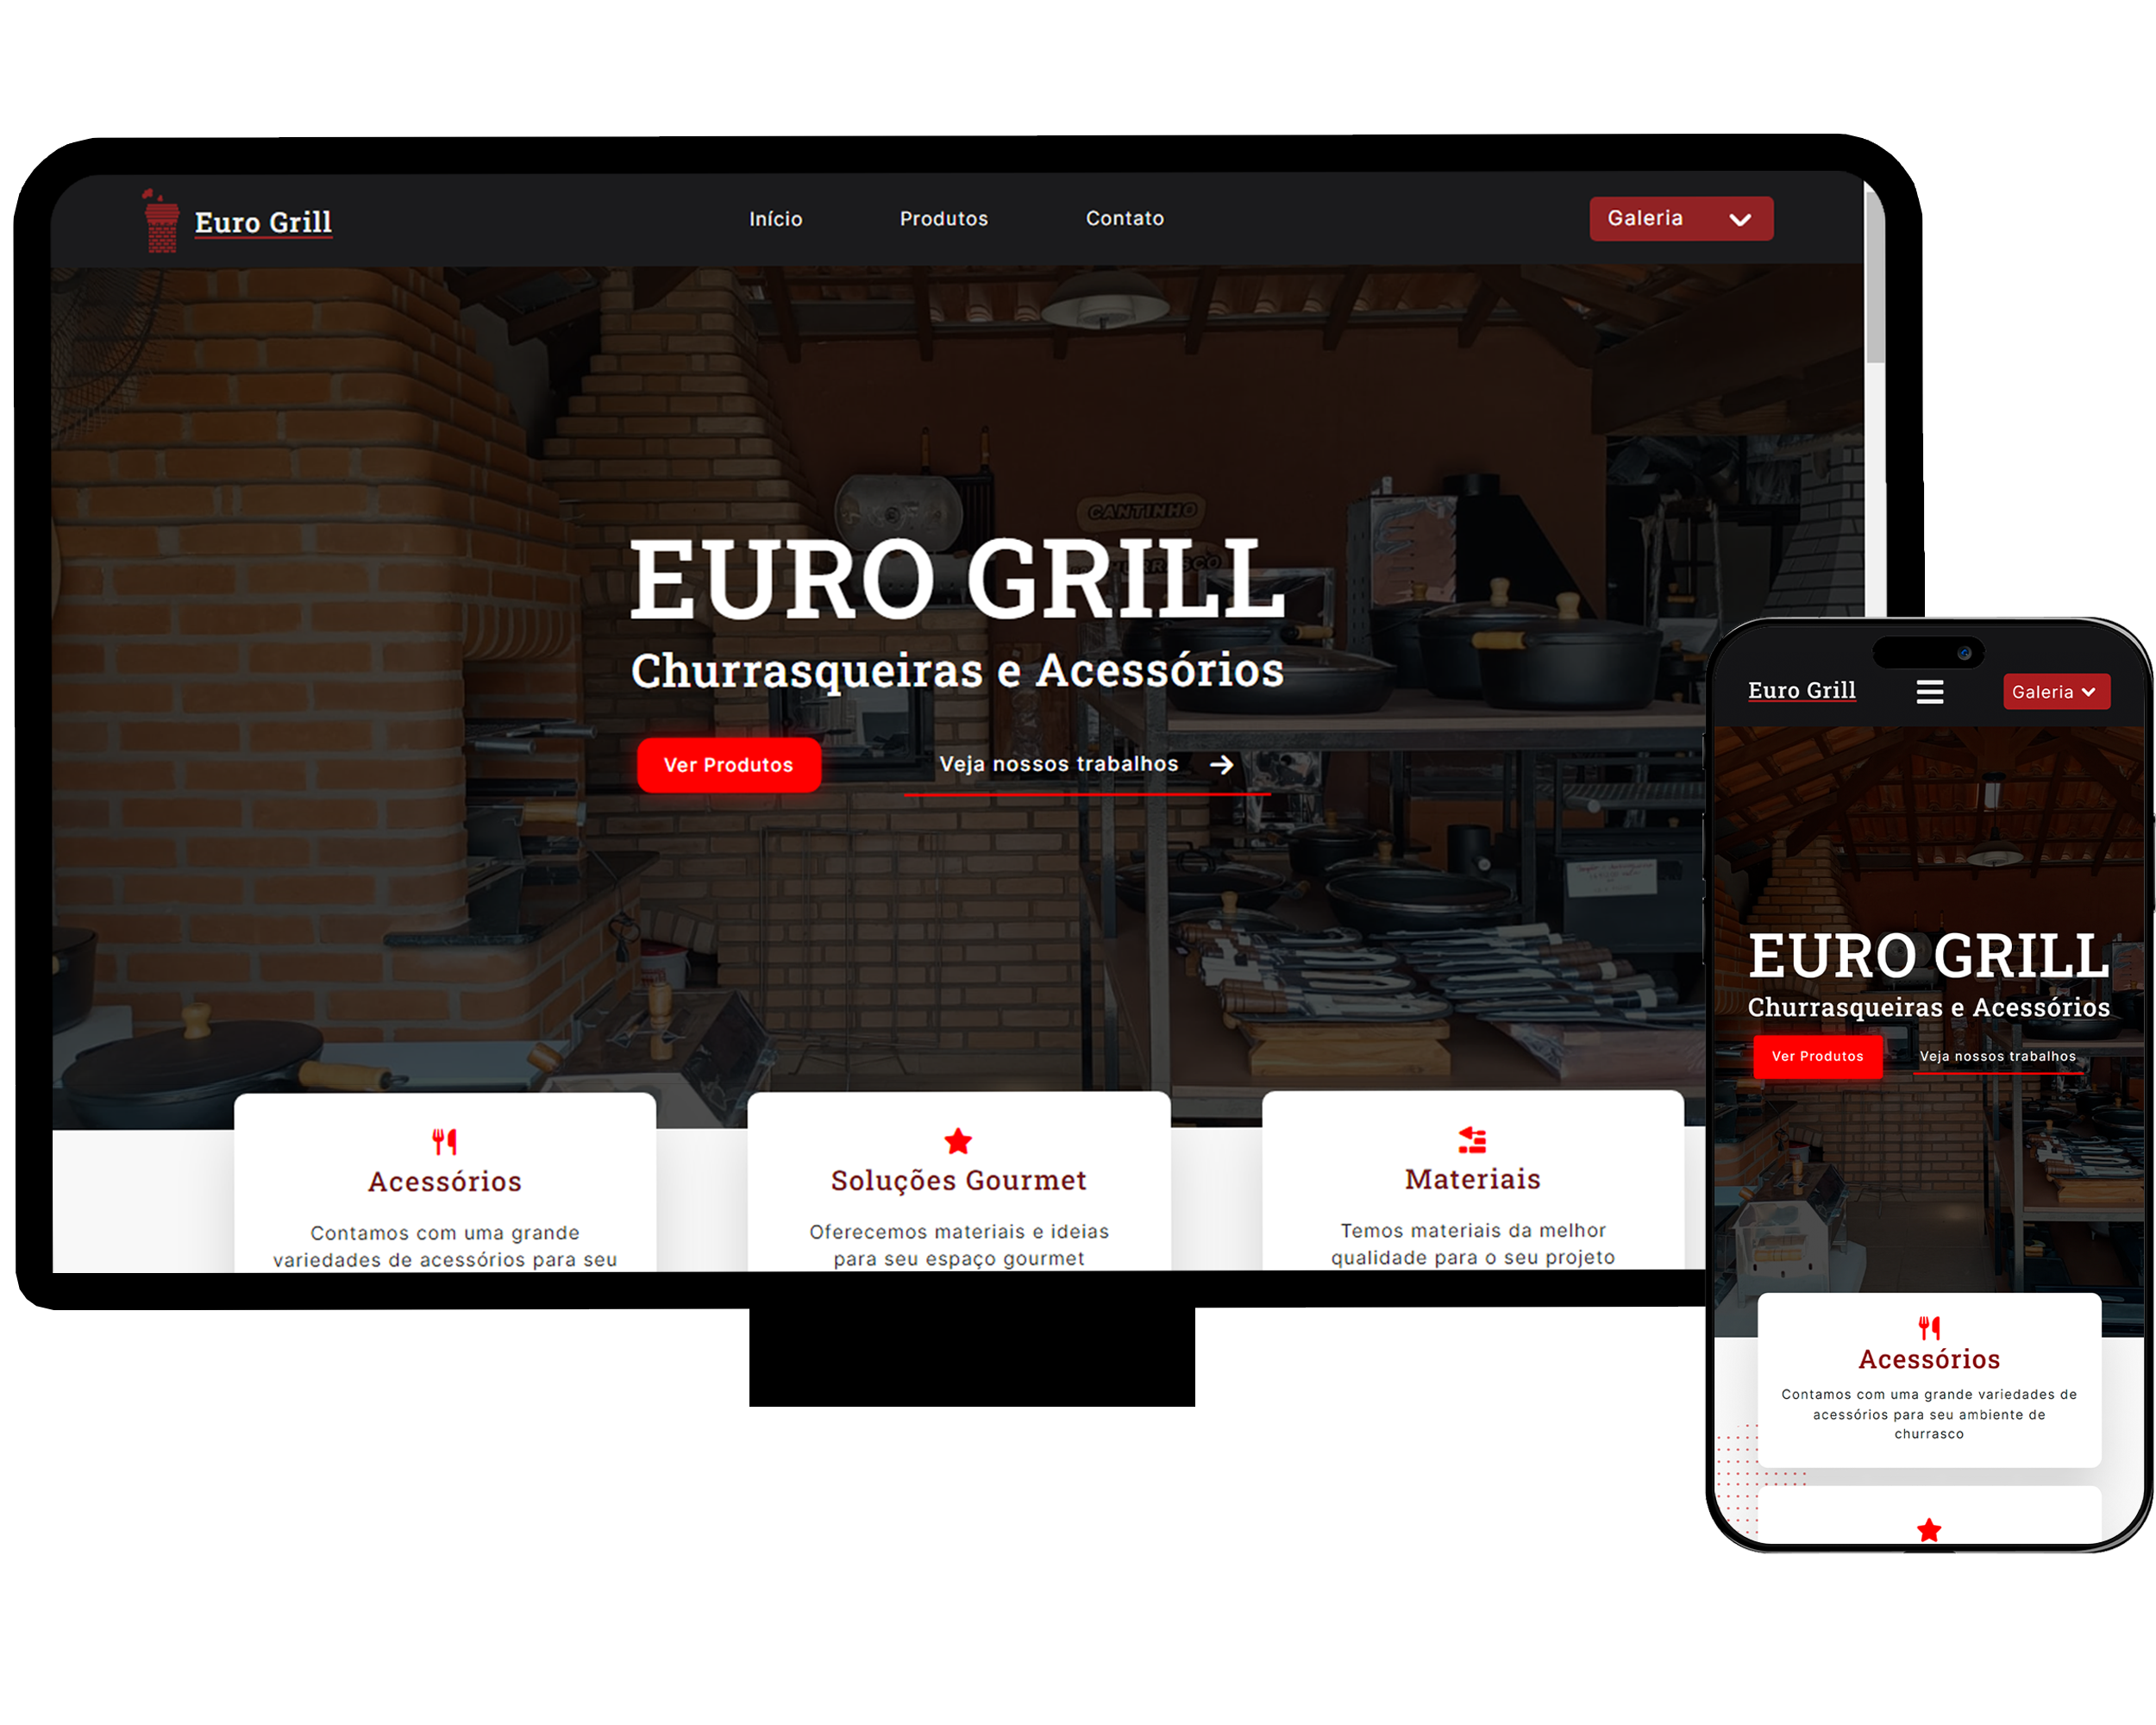 Euro Grill
Início
Produtos
Contato
Galeria
CANTINHO
EURO GRILL
Churrasqueiras e Acessórios
Ver Produtos
Veja nossos trabalhos
Acessórios
Contamos com uma grande
variedades de acessórios para seu
Soluções Gourmet
Oferecemos materiais e ideias
para seu espaço gourmet
Materiais
Temos materiais da melhor
qualidade para o seu projeto
Euro Grill
Galeria
EURO GRILL
Churrasqueiras e Acessórios
Ver Produtos
Veja nossos trabalhos
Acessórios
Contamos com uma grande variedades de
acessórios para seu ambiente de
churrasco